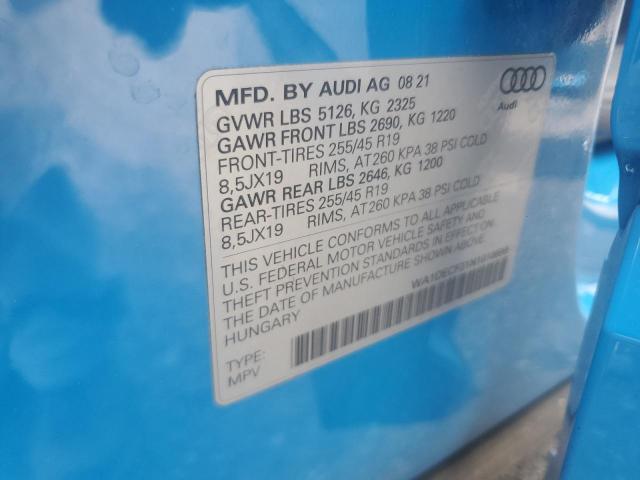 MFD. BY AUDI AG 08 21
GVWR LBS 5126, KG 2325
GAWR FRONT LBS 2690, KG 1220
FRONT-TIRES 255/45 R19
8,5JX19 RIMS, AT260 KPA 38 PSI COLD
GAWR REAR LBS 2646, KG 1200
REAR-TIRES 255/45 R19
8,5JX19 RIMS, AT260 KPA 38 PSI COLD
THIS VEHICLE CONFORMS TO ALL APPLICABLE
U.S. FEDERAL MOTOR VEHICLE SAFETY AND
THEFT PREVENTION STANDARDS IN EFFECT ON
THE DATE OF MANUFACTURE SHOWN ABOVE.
HUNGARY
TYPE:
MPV
Audi